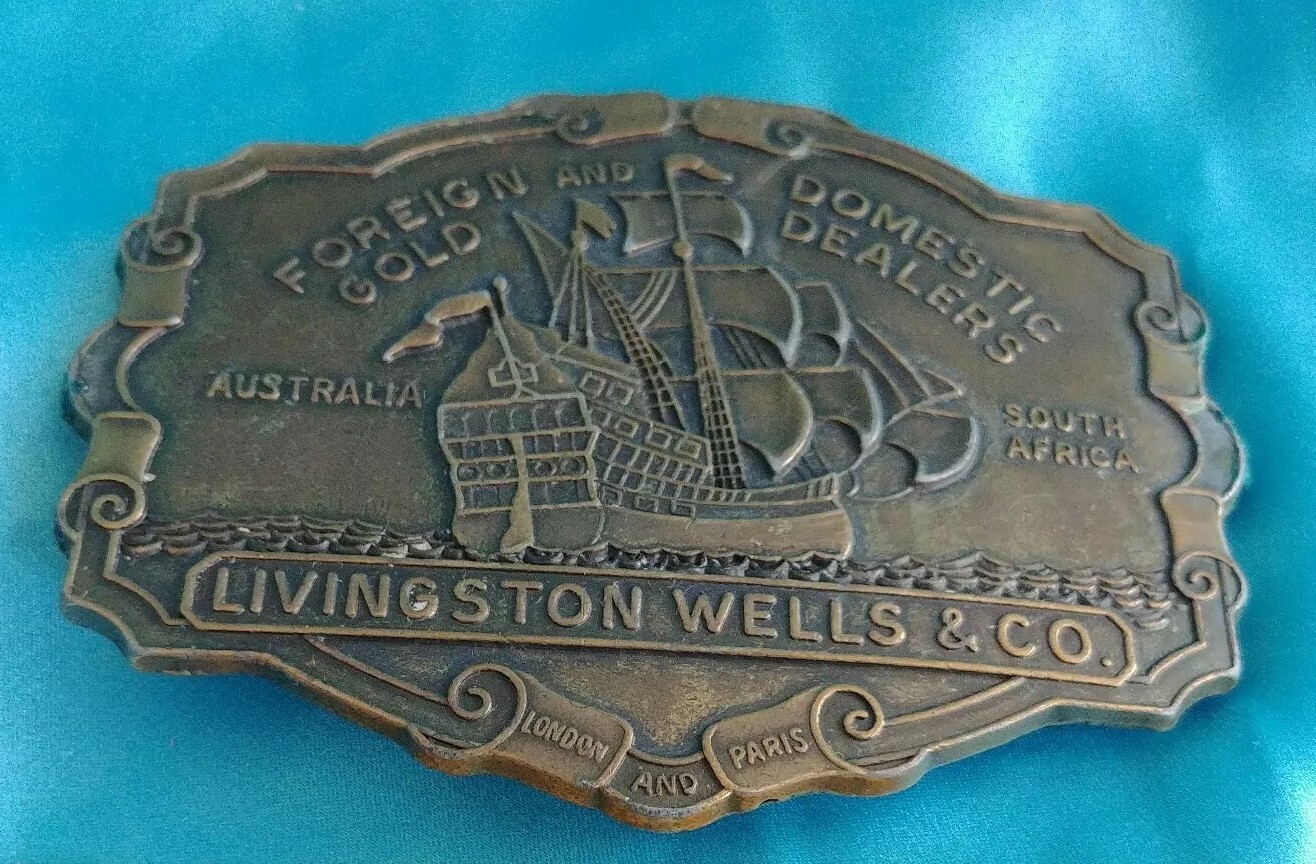 FOREIGN AND DOMESTIC
GOLD DEALERS
AUSTRALIA
SOUTH
AFRICA
LIVINGSTON WELLS & CO.
LONDON AND PARIS